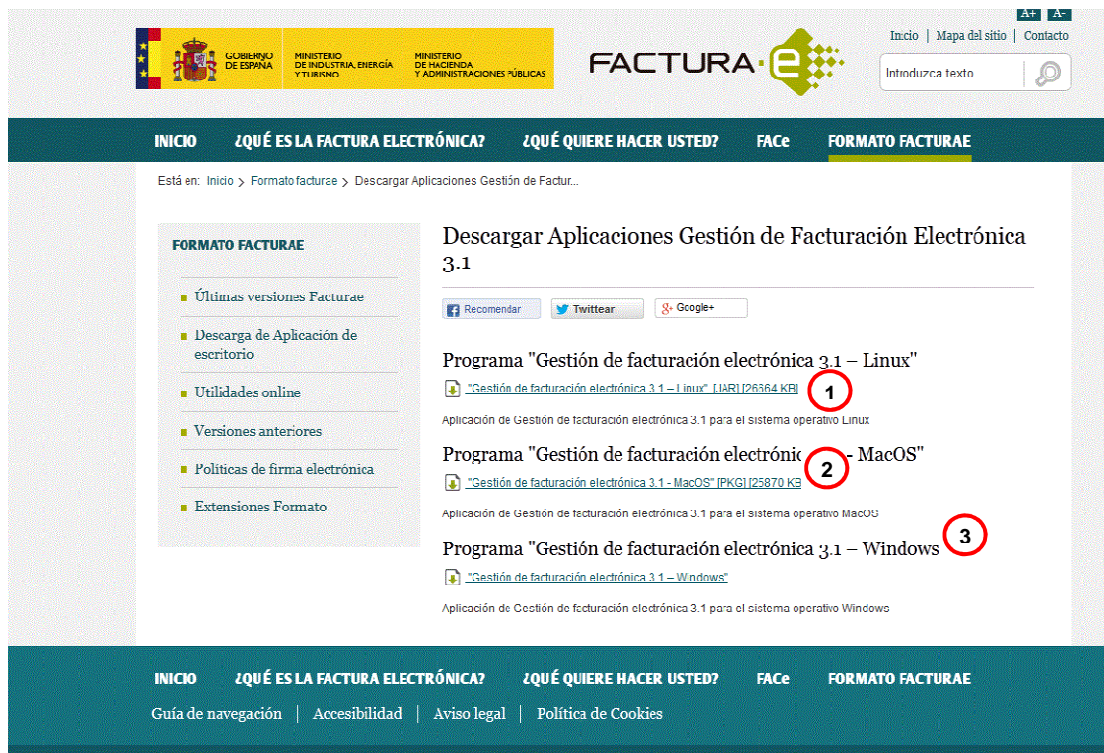 A+ A-
Inicio | Mapa del sitio | Contacto
GOBIERNO DE ESPAÑA
MINISTERIO DE INDUSTRIA, ENERGÍA Y TURISMO
MINISTERIO DE HACIENDA Y ADMINISTRACIONES PÚBLICAS
FACTURA·e
Introduzca texto
INICIO ¿QUÉ ES LA FACTURA ELECTRÓNICA? ¿QUÉ QUIERE HACER USTED? FACe FORMATO FACTURAE
Está en: Inicio > Formato facturae > Descargar Aplicaciones Gestión de Factur...
FORMATO FACTURAE
Últimas versiones Facturae
Descarga de Aplicación de
escritorio
Utilidades online
Versiones anteriores
Políticas de firma electrónica
Extensiones Formato
Descargar Aplicaciones Gestión de Facturación Electrónica
3.1
Recomendar Twittear Google+
Programa "Gestión de facturación electrónica 3.1 – Linux"
"Gestión de facturación electrónica 3.1 – Linux" [JAR] [26564 KB]
1
Aplicación de Gestión de facturación electrónica 3.1 para el sistema operativo Linux
Programa "Gestión de facturación electrónic - MacOS"
2
"Gestión de facturación electrónica 3.1 - MacOS" [PKG] [25870 KB
Aplicación de Gestión de facturación electrónica 3.1 para el sistema operativo MacOS
3
Programa "Gestión de facturación electrónica 3.1 – Windows
"Gestión de facturación electrónica 3.1 – Windows"
Aplicación de Gestión de facturación electrónica 3.1 para el sistema operativo Windows
INICIO ¿QUÉ ES LA FACTURA ELECTRÓNICA? ¿QUÉ QUIERE HACER USTED? FACe FORMATO FACTURAE
Guía de navegación | Accesibilidad | Aviso legal | Política de Cookies